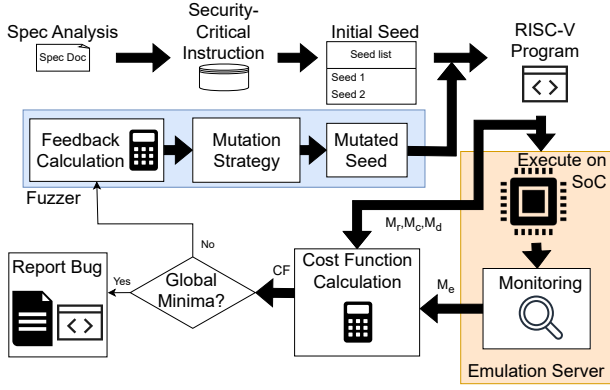 Spec Analysis
Spec Doc
Security-
Critical
Instruction
Initial Seed
Seed list
Seed 1
Seed 2
RISC-V
Program
Feedback
Calculation
Mutation
Strategy
Mutated
Seed
Fuzzer
Execute on
SoC
Mr,Mc,Md
No
Report Bug
Yes
Global
Minima?
CF
Cost Function
Calculation
Me
Monitoring
Emulation Server